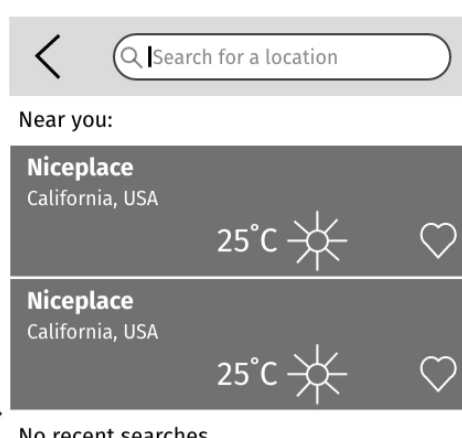 Search for a location
Near you:
Niceplace
California, USA
25°C
Niceplace
California, USA
25°C
No recent searches